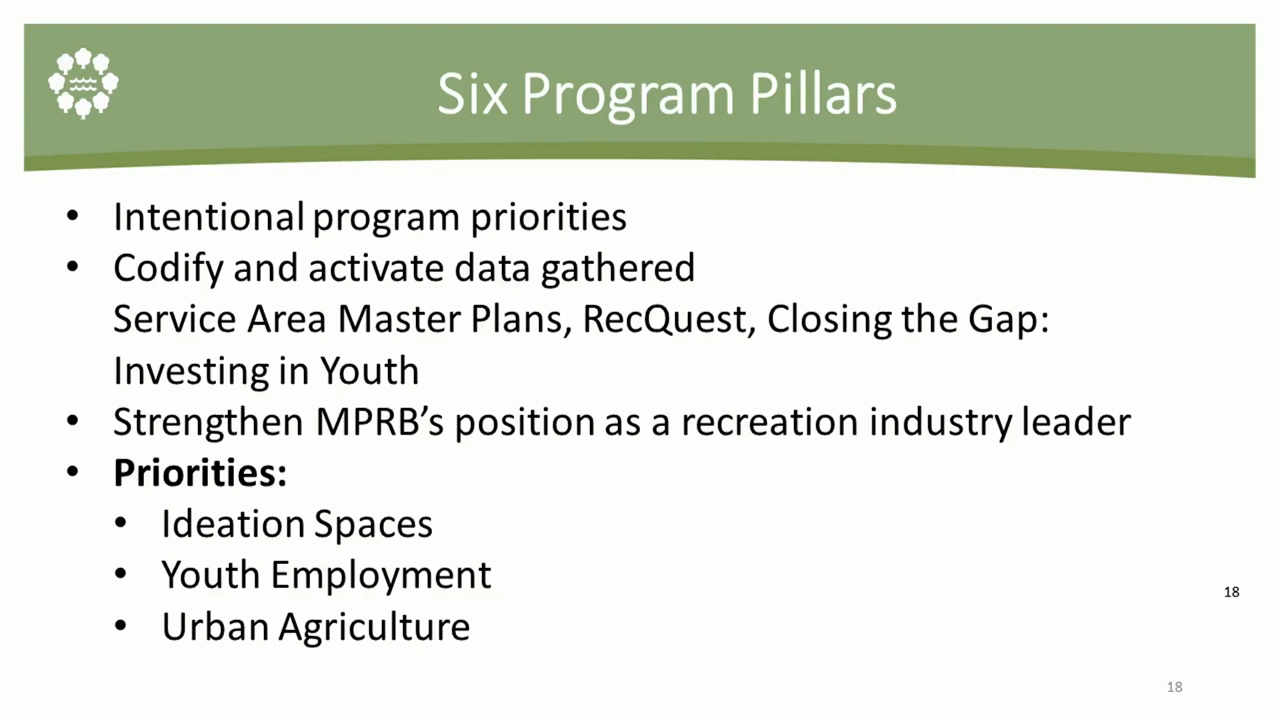 Six Program Pillars
• Intentional program priorities
• Codify and activate data gathered
Service Area Master Plans, RecQuest, Closing the Gap:
Investing in Youth
• Strengthen MPRB’s position as a recreation industry leader
• Priorities:
• Ideation Spaces
• Youth Employment
• Urban Agriculture
18
18